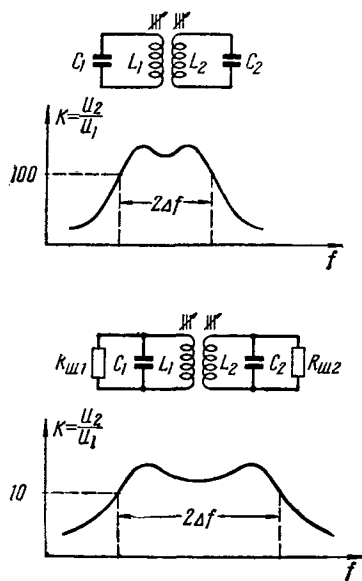 C₁ L₁ L₂ C₂
K=U₂/U₁
100
2Δf
f
Rш1 C₁ L₁ L₂ C₂ Rш2
K=U₂/U₁
10
2Δf
f